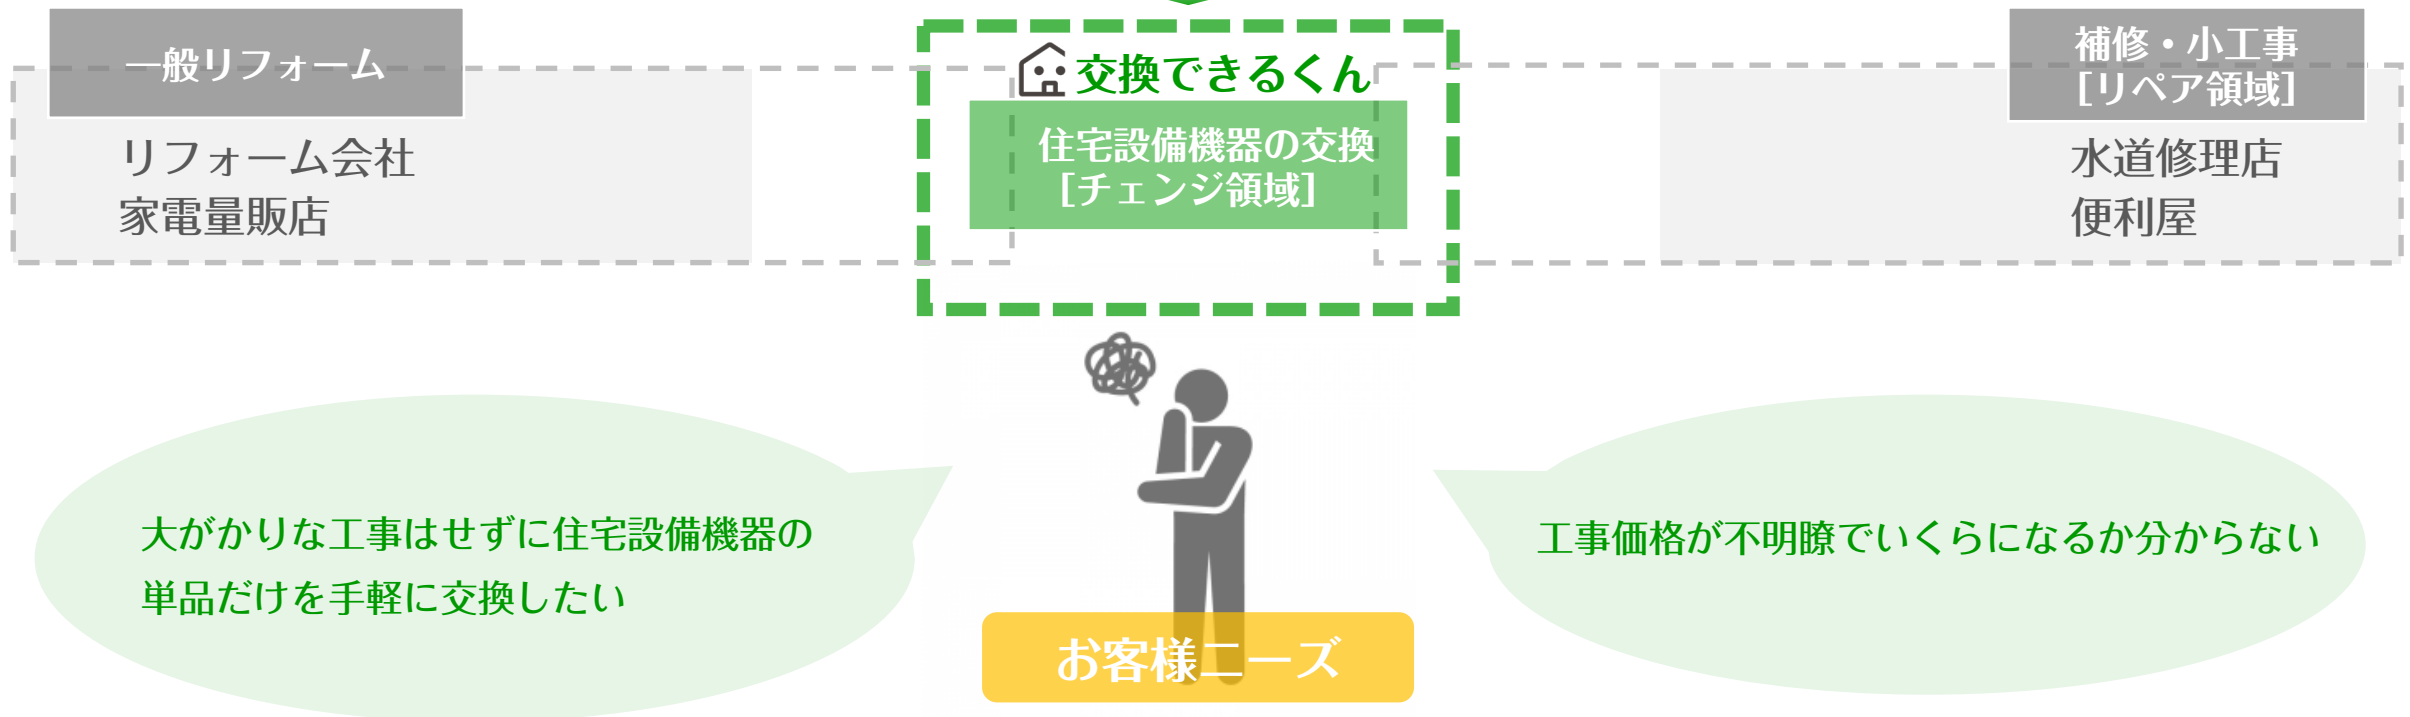 一般リフォーム
リフォーム会社
家電量販店
交換できるくん
住宅設備機器の交換
[チェンジ領域]
補修・小工事
[リペア領域]
水道修理店
便利屋
大がかりな工事はせずに住宅設備機器の
単品だけを手軽に交換したい
工事価格が不明瞭でいくらになるか分からない
お客様ニーズ